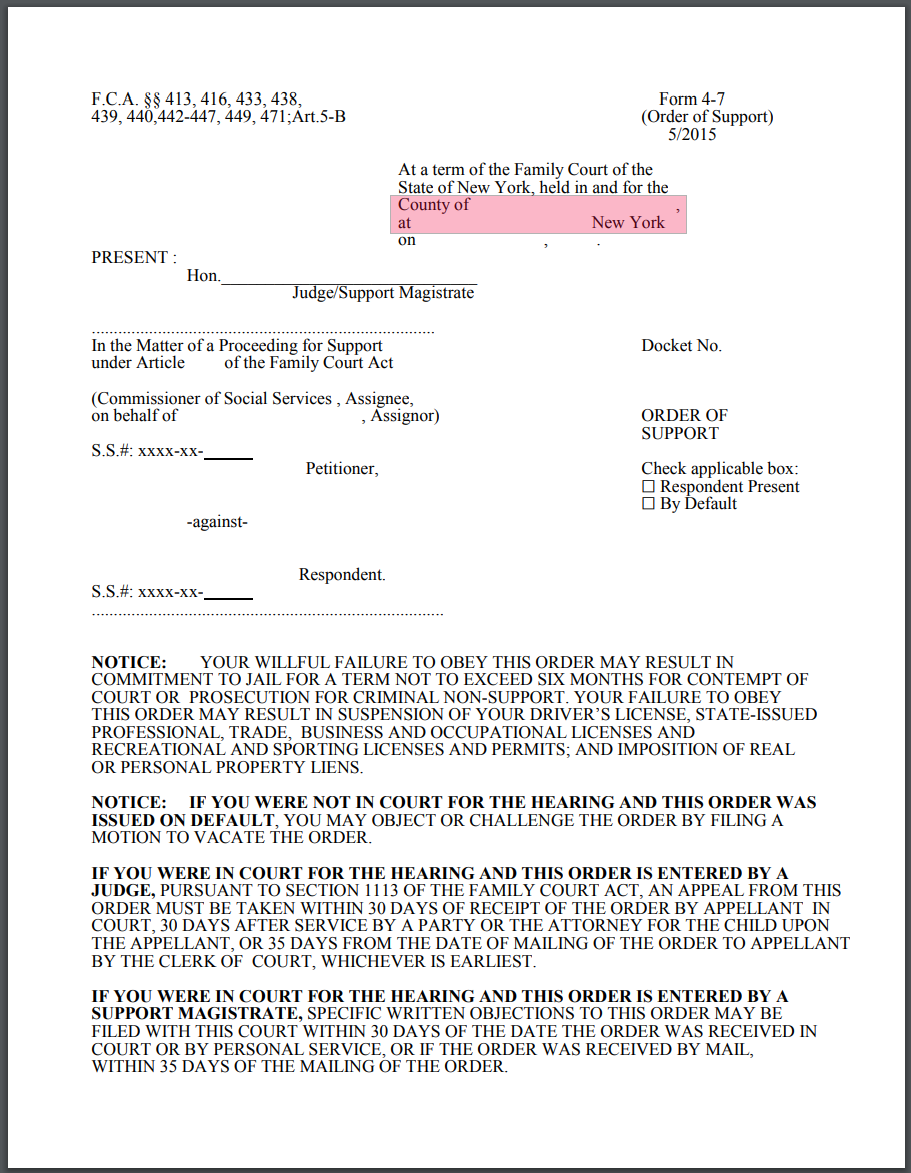 F.C.A. §§ 413, 416, 433, 438, Form 4-7
439, 440,442-447, 449, 471;Art.5-B (Order of Support)
5/2015
At a term of the Family Court of the
State of New York, held in and for the
County of ,
at New York
on , .
PRESENT :
Hon.
Judge/Support Magistrate
In the Matter of a Proceeding for Support Docket No.
under Article of the Family Court Act
(Commissioner of Social Services , Assignee,
on behalf of , Assignor) ORDER OF
SUPPORT
S.S.#: xxxx-xx-
Petitioner, Check applicable box:
☐ Respondent Present
☐ By Default
-against-
Respondent.
S.S.#: xxxx-xx-
NOTICE: YOUR WILLFUL FAILURE TO OBEY THIS ORDER MAY RESULT IN
COMMITMENT TO JAIL FOR A TERM NOT TO EXCEED SIX MONTHS FOR CONTEMPT OF
COURT OR PROSECUTION FOR CRIMINAL NON-SUPPORT. YOUR FAILURE TO OBEY
THIS ORDER MAY RESULT IN SUSPENSION OF YOUR DRIVER’S LICENSE, STATE-ISSUED
PROFESSIONAL, TRADE, BUSINESS AND OCCUPATIONAL LICENSES AND
RECREATIONAL AND SPORTING LICENSES AND PERMITS; AND IMPOSITION OF REAL
OR PERSONAL PROPERTY LIENS.
NOTICE: IF YOU WERE NOT IN COURT FOR THE HEARING AND THIS ORDER WAS
ISSUED ON DEFAULT, YOU MAY OBJECT OR CHALLENGE THE ORDER BY FILING A
MOTION TO VACATE THE ORDER.
IF YOU WERE IN COURT FOR THE HEARING AND THIS ORDER IS ENTERED BY A
JUDGE, PURSUANT TO SECTION 1113 OF THE FAMILY COURT ACT, AN APPEAL FROM THIS
ORDER MUST BE TAKEN WITHIN 30 DAYS OF RECEIPT OF THE ORDER BY APPELLANT IN
COURT, 30 DAYS AFTER SERVICE BY A PARTY OR THE ATTORNEY FOR THE CHILD UPON
THE APPELLANT, OR 35 DAYS FROM THE DATE OF MAILING OF THE ORDER TO APPELLANT
BY THE CLERK OF COURT, WHICHEVER IS EARLIEST.
IF YOU WERE IN COURT FOR THE HEARING AND THIS ORDER IS ENTERED BY A
SUPPORT MAGISTRATE, SPECIFIC WRITTEN OBJECTIONS TO THIS ORDER MAY BE
FILED WITH THIS COURT WITHIN 30 DAYS OF THE DATE THE ORDER WAS RECEIVED IN
COURT OR BY PERSONAL SERVICE, OR IF THE ORDER WAS RECEIVED BY MAIL,
WITHIN 35 DAYS OF THE MAILING OF THE ORDER.